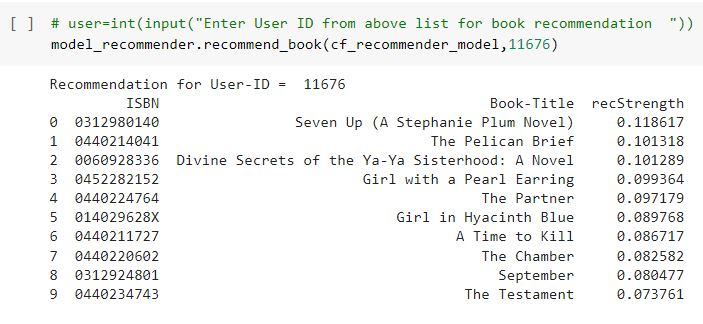 [ ] # user=int(input("Enter User ID from above list for book recommendation  "))
model_recommender.recommend_book(cf_recommender_model,11676)
Recommendation for User-ID =  11676
ISBN Book-Title recStrength
0 0312980140 Seven Up (A Stephanie Plum Novel) 0.118617
1 0440214041 The Pelican Brief 0.101318
2 0060928336 Divine Secrets of the Ya-Ya Sisterhood: A Novel 0.101289
3 0452282152 Girl with a Pearl Earring 0.099364
4 0440224764 The Partner 0.097179
5 014029628X Girl in Hyacinth Blue 0.089768
6 0440211727 A Time to Kill 0.086717
7 0440220602 The Chamber 0.082582
8 0312924801 September 0.080477
9 0440234743 The Testament 0.073761